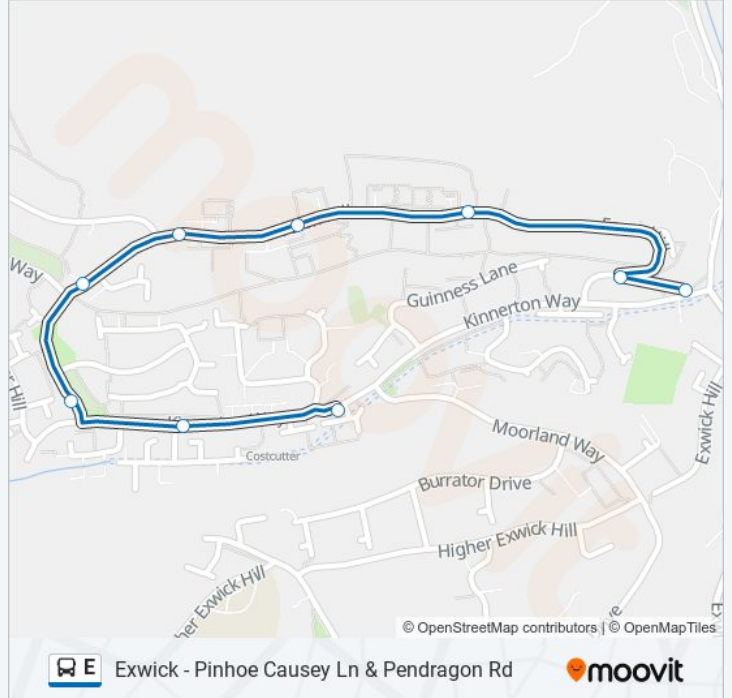 Way
Guinness Lane
Kinnerton Way
Hill
Exwick Hill
Moorland Way
Costcutter
Burrator Drive
Higher Exwick Hill
her Exwick Hill
© OpenStreetMap contributors | © OpenMapTiles
E Exwick - Pinhoe Causey Ln & Pendragon Rd moovit